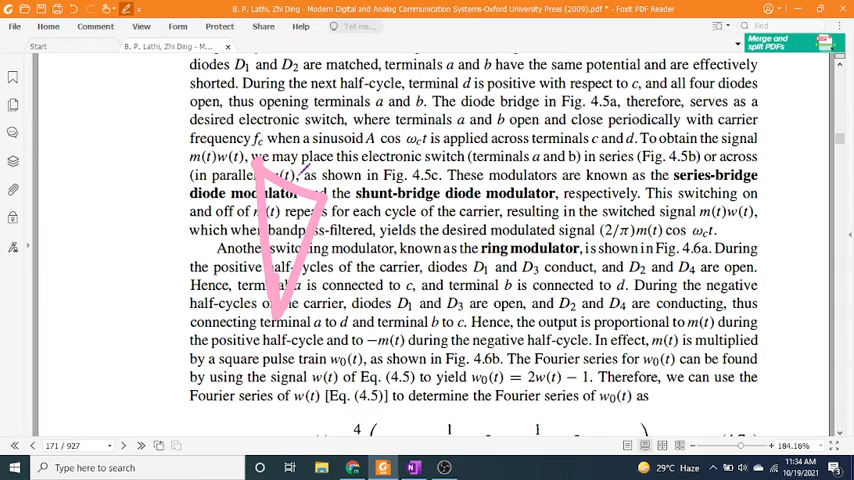 B. P. Lathi, Zhi Ding - Modern Digital and Analog Communication Systems-Oxford University Press (2009).pdf * - Foxit PDF Reader
File Home Comment View Form Protect Share Help Tell me...
Find
Start B. P. Lathi, Zhi Ding - M...
Merge and split PDFs
diodes D1 and D2 are matched, terminals a and b have the same potential and are effectively
shorted. During the next half-cycle, terminal d is positive with respect to c, and all four diodes
open, thus opening terminals a and b. The diode bridge in Fig. 4.5a, therefore, serves as a
desired electronic switch, where terminals a and b open and close periodically with carrier
frequency fc when a sinusoid A cos ωct is applied across terminals c and d. To obtain the signal
m(t)w(t), we may place this electronic switch (terminals a and b) in series (Fig. 4.5b) or across
(in parallel) m(t), as shown in Fig. 4.5c. These modulators are known as the series-bridge
diode modulator and the shunt-bridge diode modulator, respectively. This switching on
and off of m(t) repeats for each cycle of the carrier, resulting in the switched signal m(t)w(t),
which when bandpass-filtered, yields the desired modulated signal (2/π)m(t) cos ωct.
Another switching modulator, known as the ring modulator, is shown in Fig. 4.6a. During
the positive half-cycles of the carrier, diodes D1 and D3 conduct, and D2 and D4 are open.
Hence, terminal a is connected to c, and terminal b is connected to d. During the negative
half-cycles of the carrier, diodes D1 and D3 are open, and D2 and D4 are conducting, thus
connecting terminal a to d and terminal b to c. Hence, the output is proportional to m(t) during
the positive half-cycle and to −m(t) during the negative half-cycle. In effect, m(t) is multiplied
by a square pulse train w0(t), as shown in Fig. 4.6b. The Fourier series for w0(t) can be found
by using the signal w(t) of Eq. (4.5) to yield w0(t) = 2w(t) − 1. Therefore, we can use the
Fourier series of w(t) [Eq. (4.5)] to determine the Fourier series of w0(t) as
4 ( 1 1 )
171 / 927
184.16%
Type here to search
29°C Haze
11:34 AM
10/19/2021
3